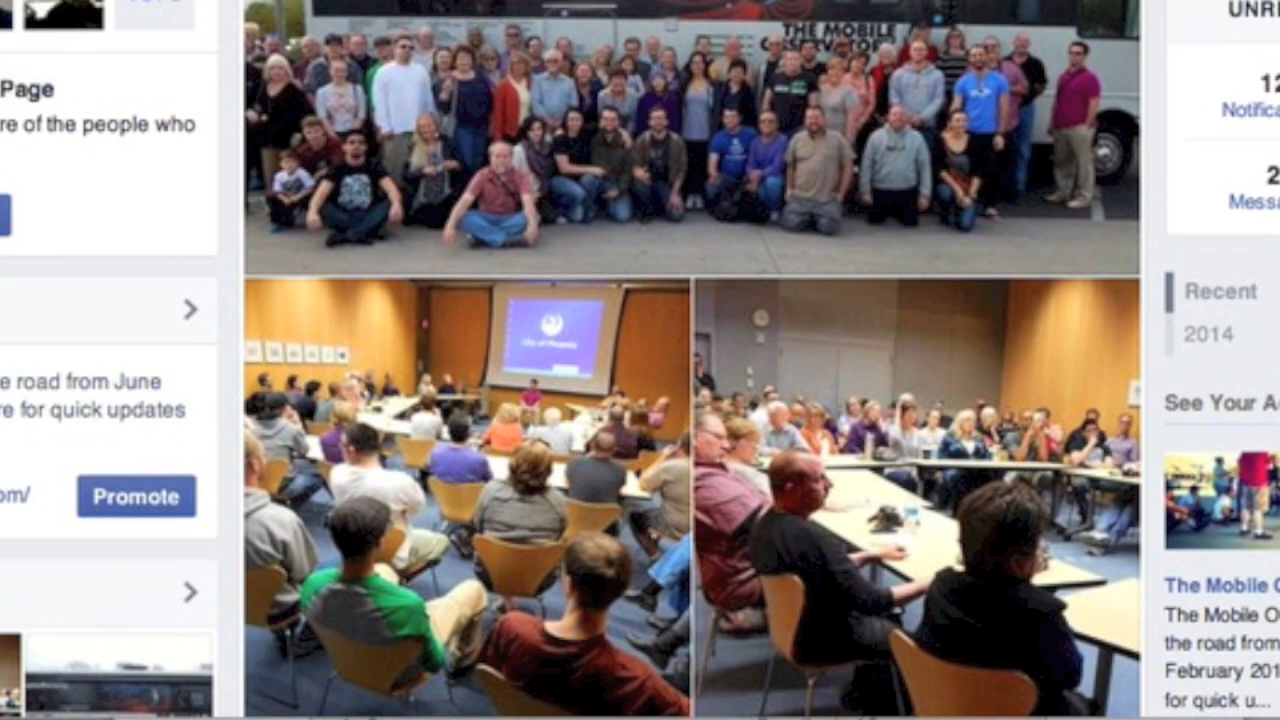 Page
re of the people who
e road from June
re for quick updates
om/
Promote
THE MOBILE
City of Phoenix
UNR
12
Notifica
2
Messa
Recent
2014
See Your A
The Mobile
The Mobile O
the road from
February 201
for quick u...